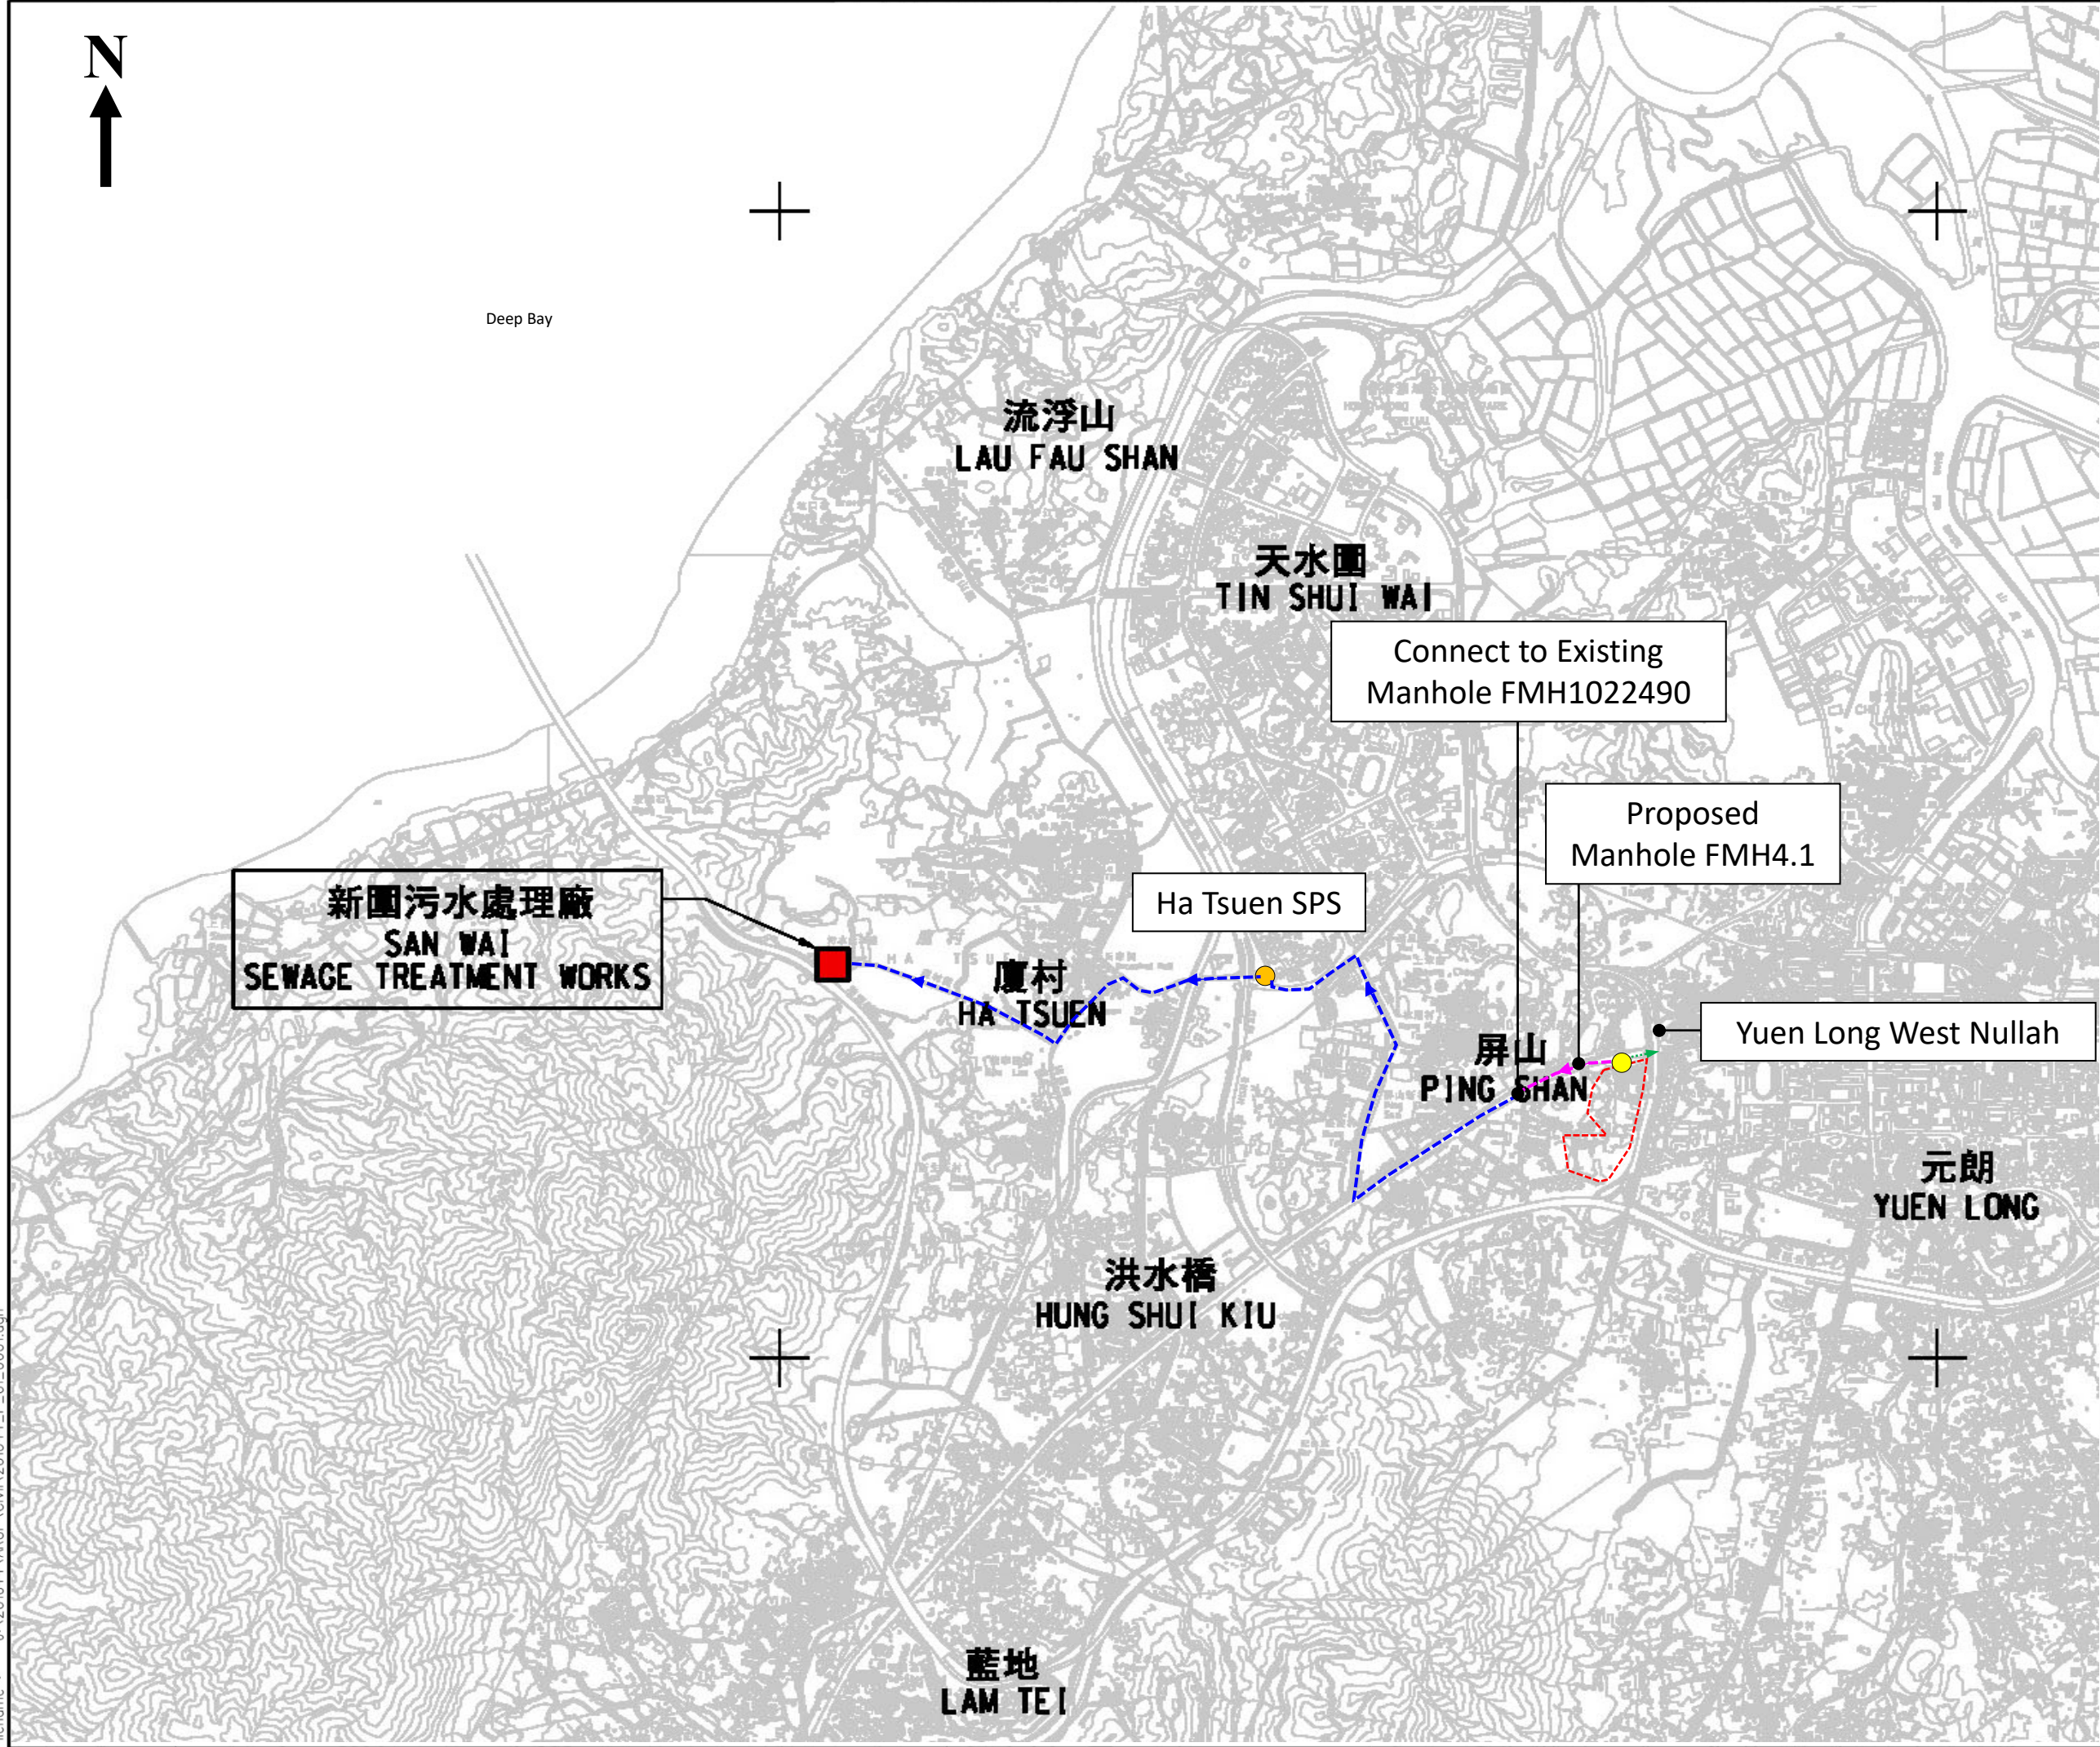 N
Deep Bay
流浮山
LAU FAU SHAN
天水圍
TIN SHUI WAI
Connect to Existing
Manhole FMH1022490
Proposed
Manhole FMH4.1
新圍污水處理廠
SAN WAI
SEWAGE TREATMENT WORKS
Ha Tsuen SPS
廈村
HA TSUEN
屏山
PING SHAN
Yuen Long West Nullah
元朗
YUEN LONG
洪水橋
HUNG SHUI KIU
藍地
LAM TEI